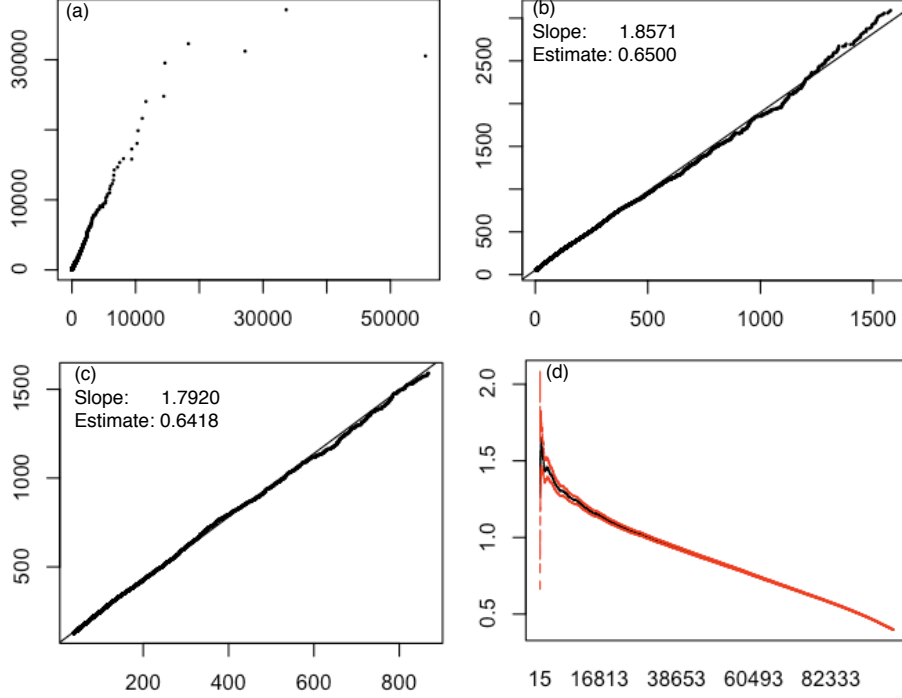 (a)
30000
10000
0
0 10000 30000 50000
(b)
Slope: 1.8571
Estimate: 0.6500
2500
1500
500
0
0 500 1000 1500
(c)
Slope: 1.7920
Estimate: 0.6418
1500
1000
500
200 400 600 800
(d)
2.0
1.5
1.0
0.5
15 16813 38653 60493 82333